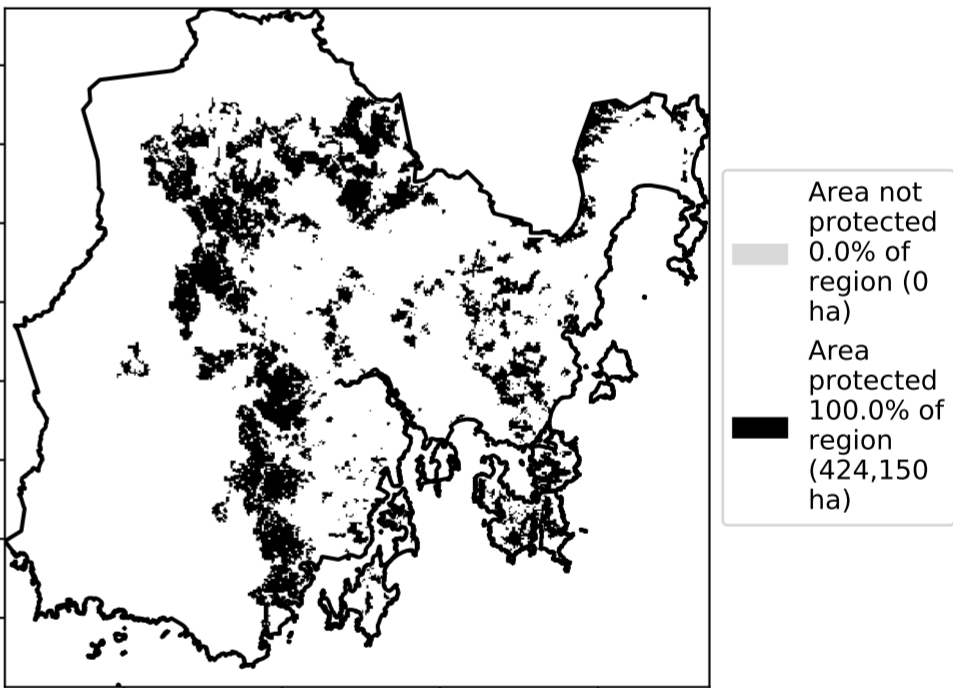 Area not
protected
0.0% of
region (0
ha)
Area
protected
100.0% of
region
(424,150
ha)